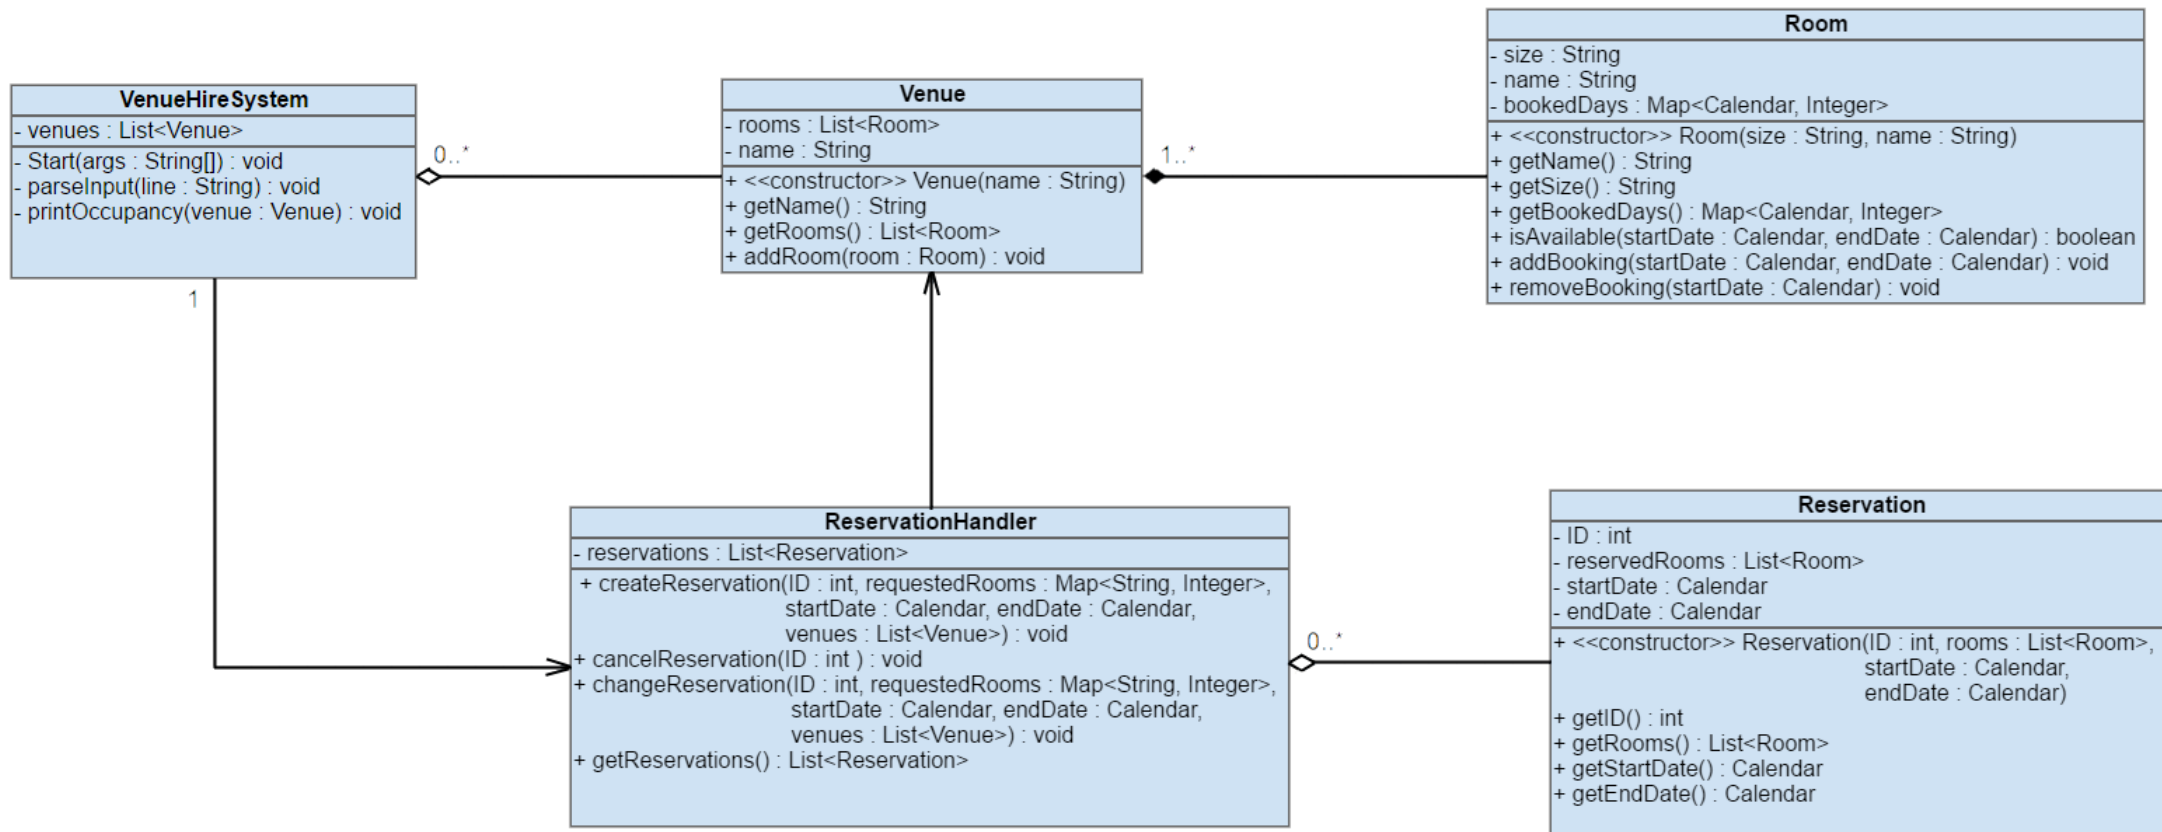 VenueHireSystem
- venues : List<Venue>
- Start(args : String[]) : void
- parseInput(line : String) : void
- printOccupancy(venue : Venue) : void
0..*
1
Venue
- rooms : List<Room>
- name : String
+ <<constructor>> Venue(name : String)
+ getName() : String
+ getRooms() : List<Room>
+ addRoom(room : Room) : void
1..*
Room
- size : String
- name : String
- bookedDays : Map<Calendar, Integer>
+ <<constructor>> Room(size : String, name : String)
+ getName() : String
+ getSize() : String
+ getBookedDays() : Map<Calendar, Integer>
+ isAvailable(startDate : Calendar, endDate : Calendar) : boolean
+ addBooking(startDate : Calendar, endDate : Calendar) : void
+ removeBooking(startDate : Calendar) : void
ReservationHandler
- reservations : List<Reservation>
+ createReservation(ID : int, requestedRooms : Map<String, Integer>,
startDate : Calendar, endDate : Calendar,
venues : List<Venue>) : void
+ cancelReservation(ID : int ) : void
+ changeReservation(ID : int, requestedRooms : Map<String, Integer>,
startDate : Calendar, endDate : Calendar,
venues : List<Venue>) : void
+ getReservations() : List<Reservation>
0..*
Reservation
- ID : int
- reservedRooms : List<Room>
- startDate : Calendar
- endDate : Calendar
+ <<constructor>> Reservation(ID : int, rooms : List<Room>,
startDate : Calendar,
endDate : Calendar)
+ getID() : int
+ getRooms() : List<Room>
+ getStartDate() : Calendar
+ getEndDate() : Calendar